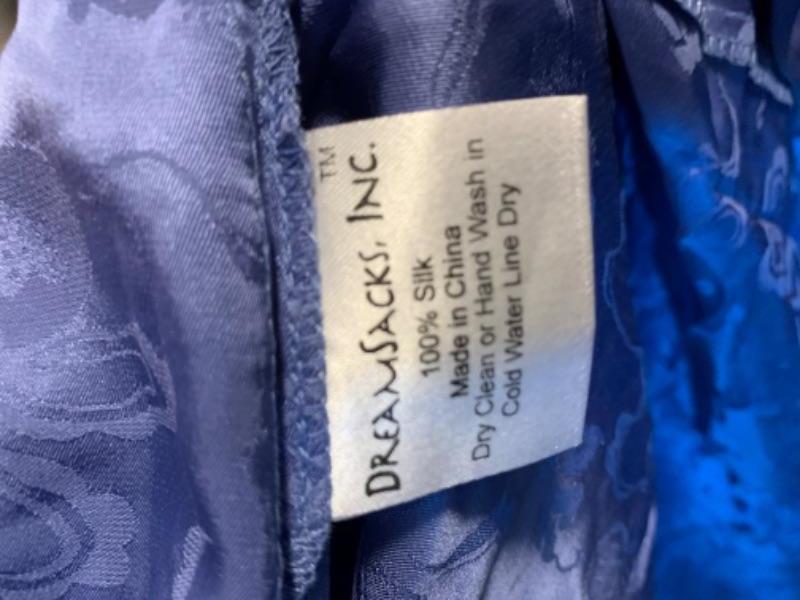 DREAMSACKS, INC.™
100% Silk
Made in China
Dry Clean or Hand Wash in
Cold Water Line Dry